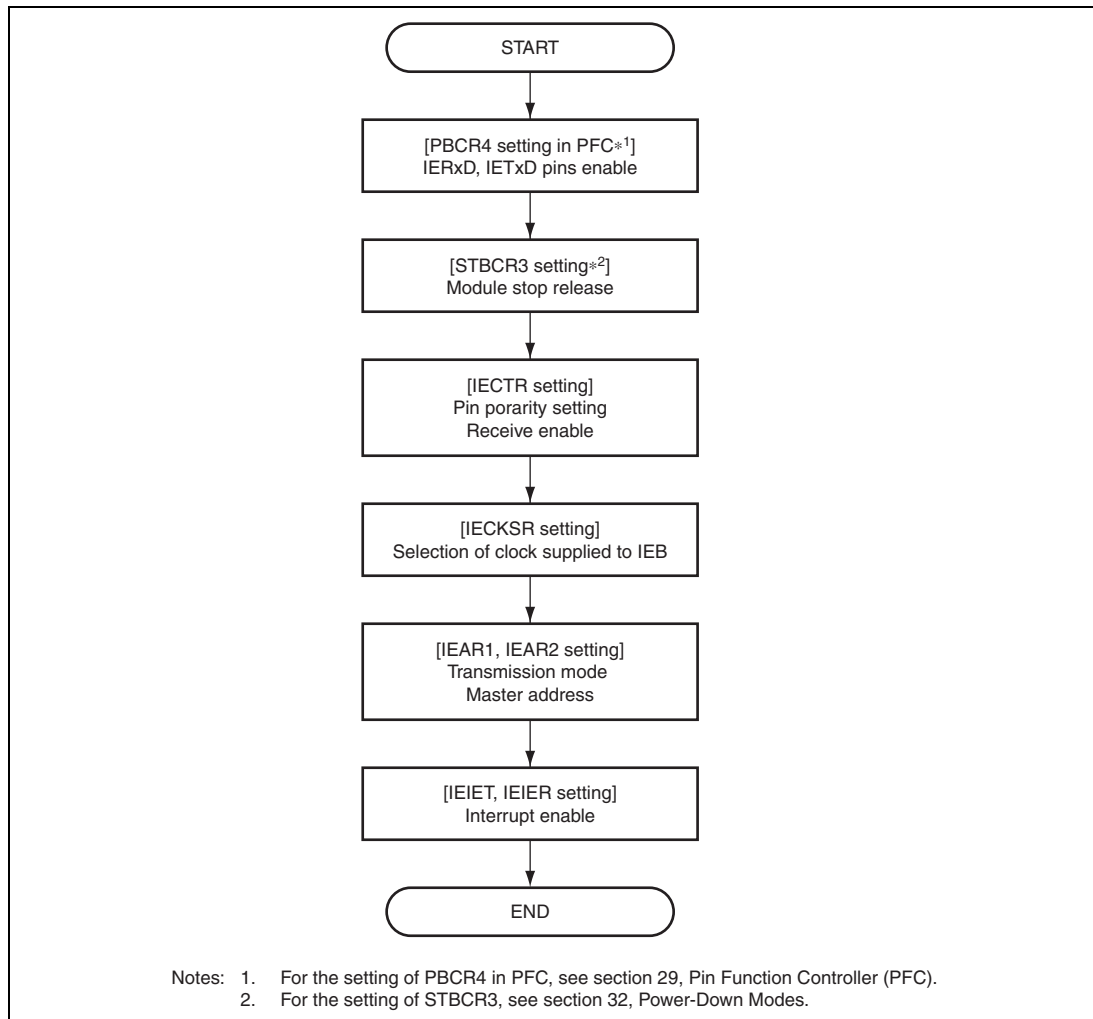 START
[PBCR4 setting in PFC*1]
IERxD, IETxD pins enable
[STBCR3 setting*2]
Module stop release
[IECTR setting]
Pin porarity setting
Receive enable
[IECKSR setting]
Selection of clock supplied to IEB
[IEAR1, IEAR2 setting]
Transmission mode
Master address
[IEIET, IEIER setting]
Interrupt enable
END
Notes: 1. For the setting of PBCR4 in PFC, see section 29, Pin Function Controller (PFC).
2. For the setting of STBCR3, see section 32, Power-Down Modes.